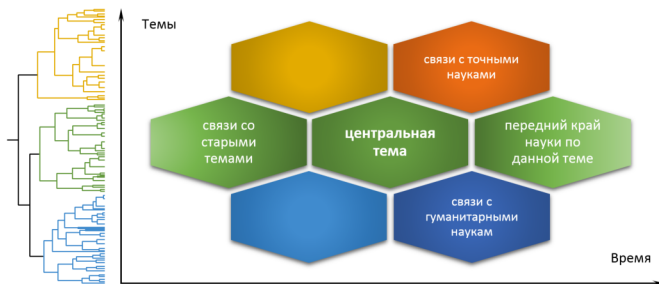 Темы
связи с точными
науками
связи со
старыми
темами
центральная
тема
передний край
науки по
данной теме
связи с
гуманитарными
наукам
Время